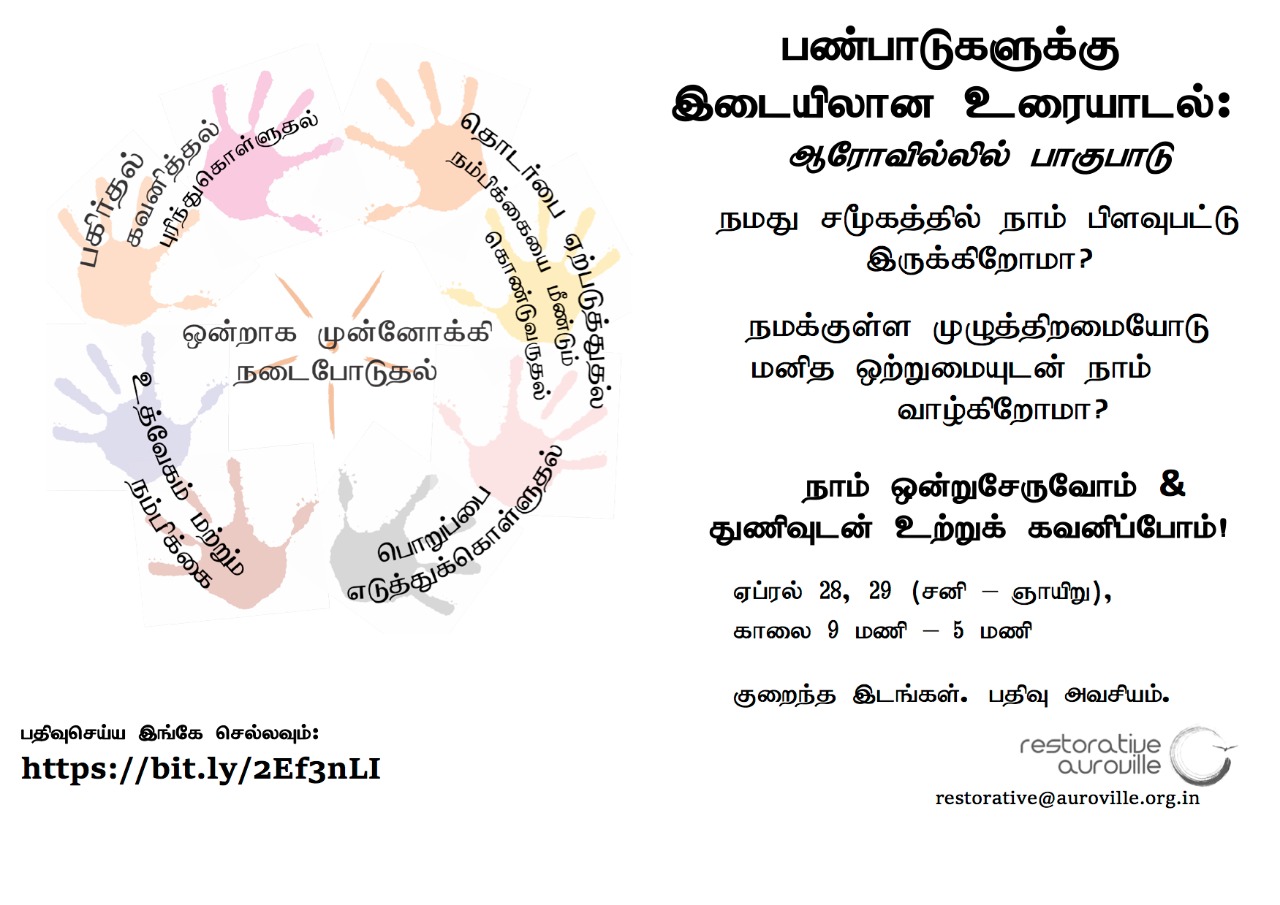 பண்பாடுகளுக்கு
இடையிலான உரையாடல்:
ஆரோவில்லில் பாகுபாடு
நமது சமூகத்தில் நாம் பிளவுபட்டு
இருக்கிறோமா?
நமக்குள்ள முழுத்திறமையோடு
மனித ஒற்றுமையுடன் நாம்
வாழ்கிறோமா?
நாம் ஒன்றுசேருவோம் &
துணிவுடன் உற்றுக் கவனிப்போம்!
ஏப்ரல் 28, 29 (சனி – ஞாயிறு),
காலை 9 மணி – 5 மணி
குறைந்த இடங்கள். பதிவு அவசியம்.
restorative
auroville
restorative@auroville.org.in
பகிர்தல்
கவனித்தல்
புரிந்துகொள்ளுதல்
தொடர்பை ஏற்படுத்துதல்
நம்பிக்கையை மீண்டும்
கொண்டுவருதல்
ஒன்றாக முன்னோக்கி
நடைபோடுதல்
உத்வேகம் மற்றும்
நம்பிக்கை
பொறுப்பை
எடுத்துக்கொள்ளுதல்
பதிவுசெய்ய இங்கே செல்லவும்:
https://bit.ly/2Ef3nLI